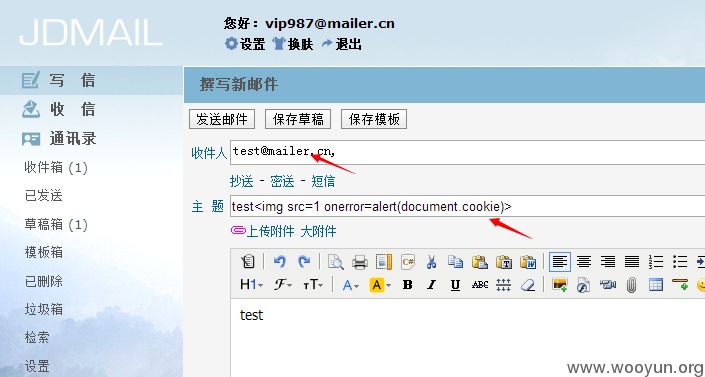 JDMAIL
您好：vip987@mailer.cn
设置 换肤 退出
写 信
收 信
通讯录
收件箱 (1)
已发送
草稿箱 (2)
模板箱
已删除
垃圾箱
检索
设置
撰写新邮件
发送邮件 保存草稿 保存模板
收件人 test@mailer.cn,
抄送 - 密送 - 短信
主 题 test<img src=1 onerror=alert(document.cookie)>
上传附件 大附件
H1 F тT A A B I U ABC
test
www.wooyun.org